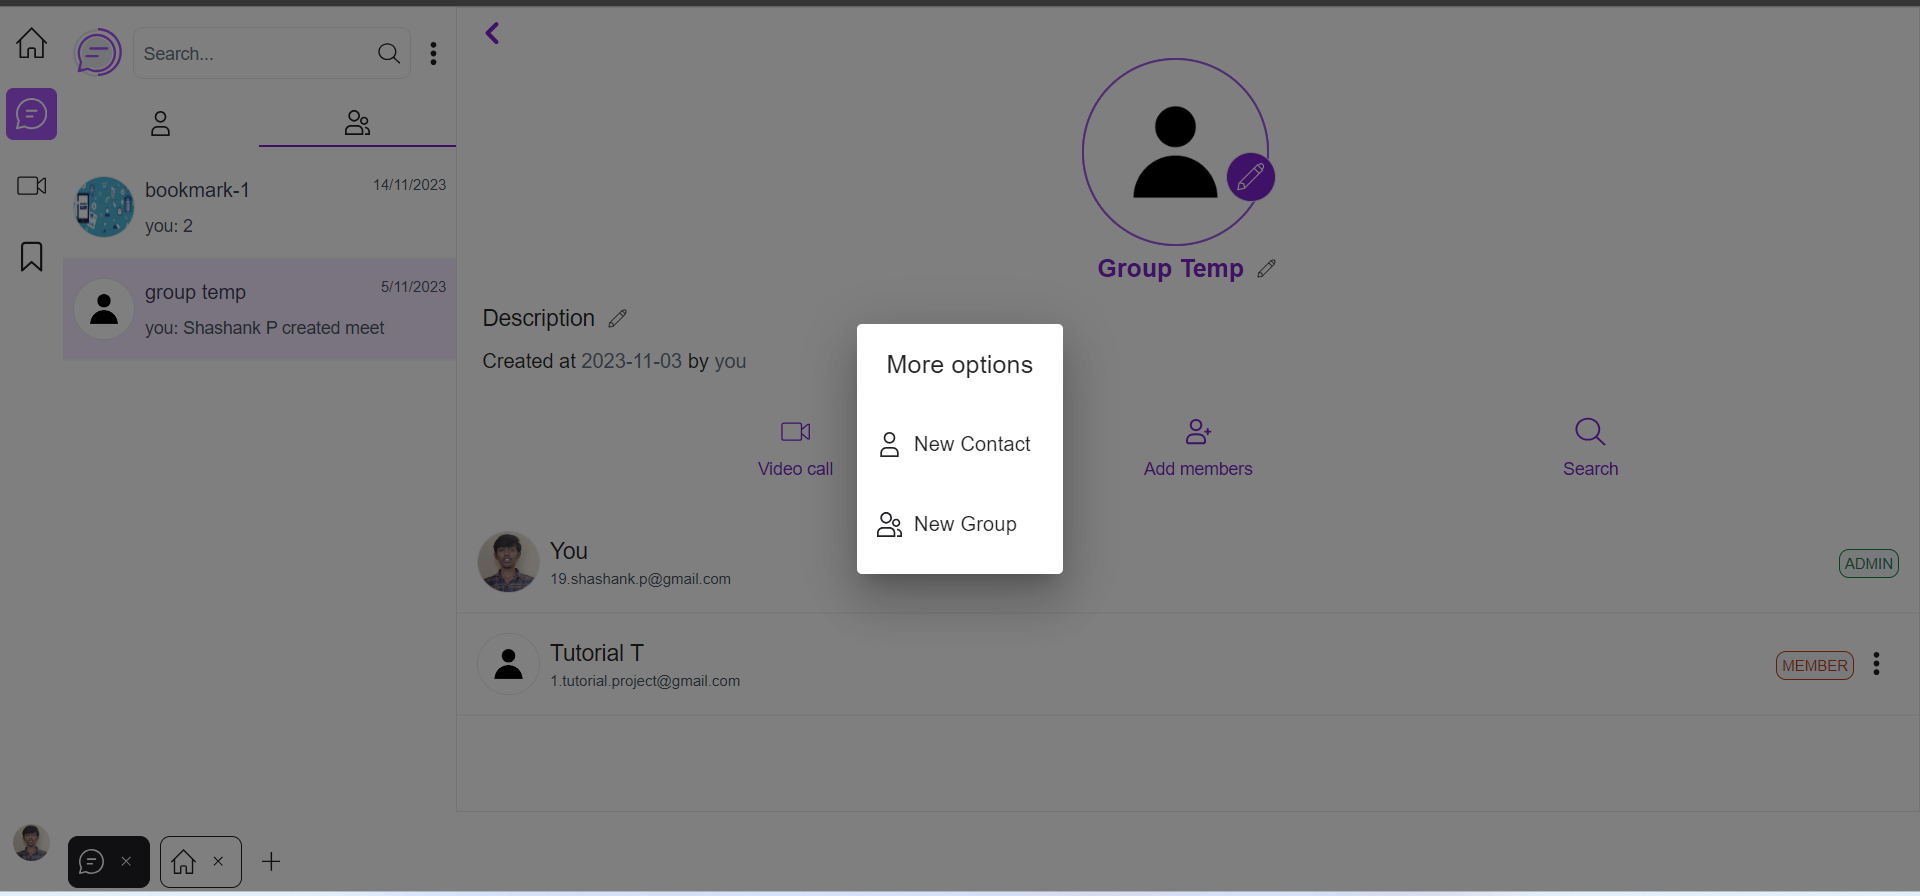 Search...
bookmark-1
14/11/2023
you: 2
group temp
5/11/2023
you: Shashank P created meet
Group Temp
Description
Created at 2023-11-03 by you
More options
New Contact
New Group
Video call
Add members
Search
You
19.shashank.p@gmail.com
ADMIN
Tutorial T
1.tutorial.project@gmail.com
MEMBER